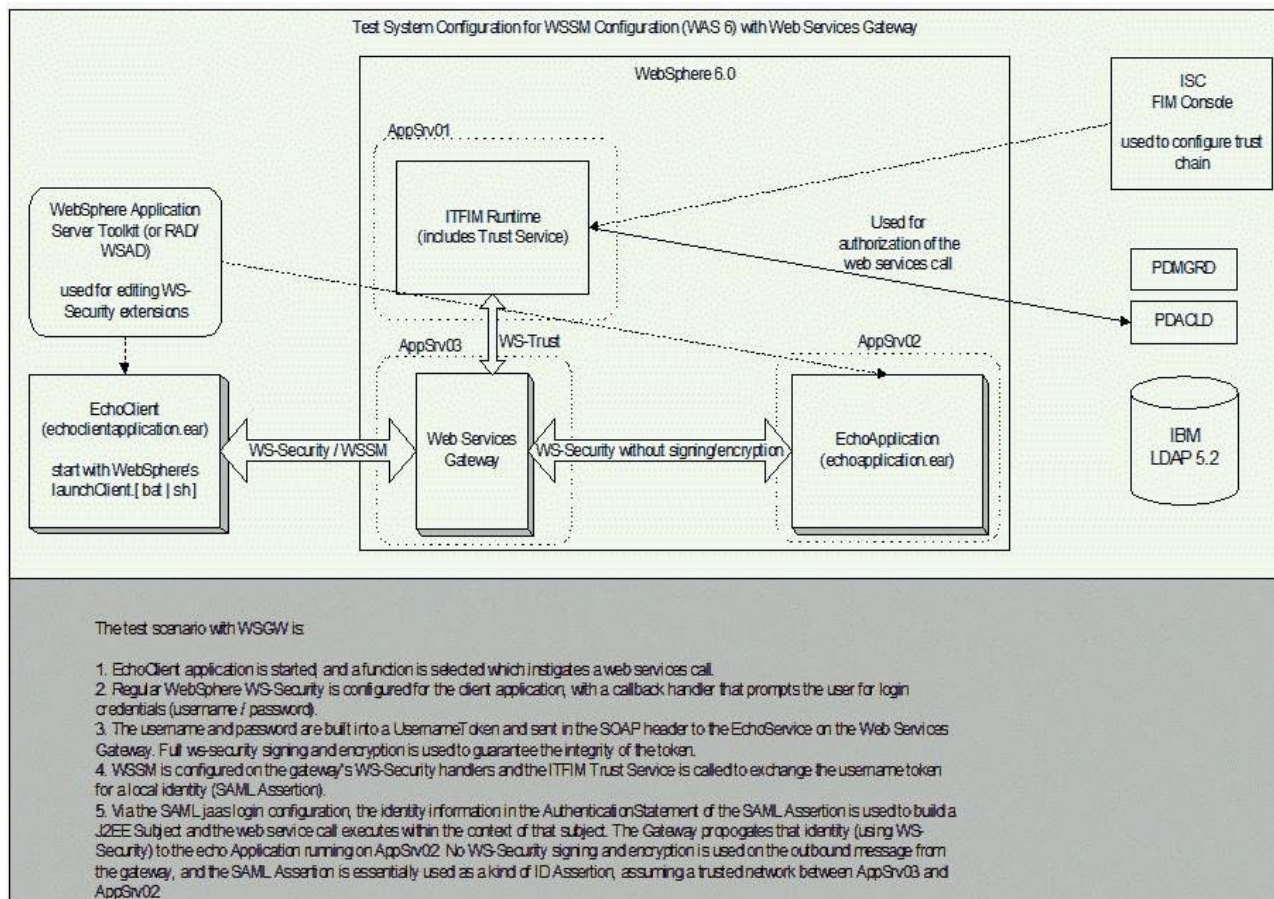 Test System Configuration for WSSM Configuration (WAS 6) with Web Services Gateway
WebSphere 6.0
ISC
FIM Console
used to configure trust
chain
AppSrv01
ITFIM Runtime
(includes Trust Service)
WebSphere Application
Server Toolkit (or RAD/
WSAD)
used for editing WS-
Security extensions
Used for
authorization of the
web services call
PDMGRD
PDACLD
WS-Trust
AppSrv03
AppSrv02
EchoClient
(echoclientapplication.ear)
start with WebSphere's
launchClient.[ bat | sh ]
WS-Security / WSSM
Web Services
Gateway
WS-Security without signing/encryption
EchoApplication
(echoapplication.ear)
IBM
LDAP 5.2
The test scenario with WSGW is:
1. EchoClient application is started, and a function is selected which instigates a web services call.
2. Regular WebSphere WS-Security is configured for the client application, with a callback handler that prompts the user for login
credentials (username / password).
3. The username and password are built into a UsernameToken and sent in the SOAP header to the EchoService on the Web Services
Gateway. Full ws-security signing and encryption is used to guarantee the integrity of the token.
4. WSSM is configured on the gateway's WS-Security handlers and the ITFIM Trust Service is called to exchange the username token
for a local identity (SAML Assertion).
5. Via the SAML jaas login configuration, the identity information in the AuthenticationStatement of the SAML Assertion is used to build a
J2EE Subject and the web service call executes within the context of that subject. The Gateway propogates that identity (using WS-
Security) to the echo Application running on AppSrv02. No WS-Security signing and encryption is used on the outbound message from
the gateway, and the SAML Assertion is essentially used as a kind of ID Assertion, assuming a trusted network between AppSrv03 and
AppSrv02.